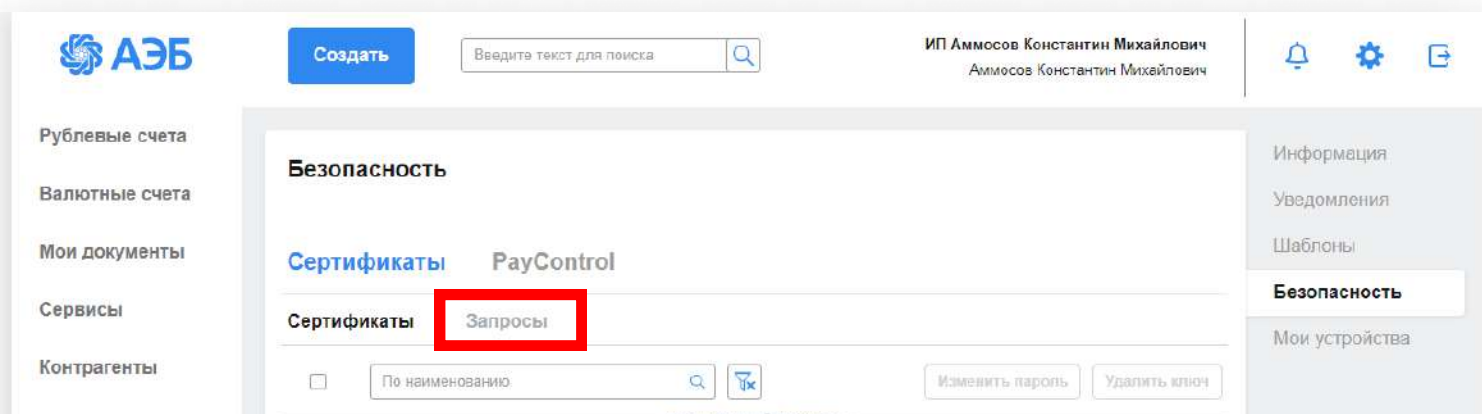 АЭБ
Создать
Введите текст для поиска
ИП Аммосов Константин Михайлович
Аммосов Константин Михайлович
Рублевые счета
Валютные счета
Мои документы
Сервисы
Контрагенты
Безопасность
Сертификаты PayControl
Сертификаты Запросы
По наименованию
Изменить пароль Удалить ключ
Информация
Уведомления
Шаблоны
Безопасность
Мои устройства